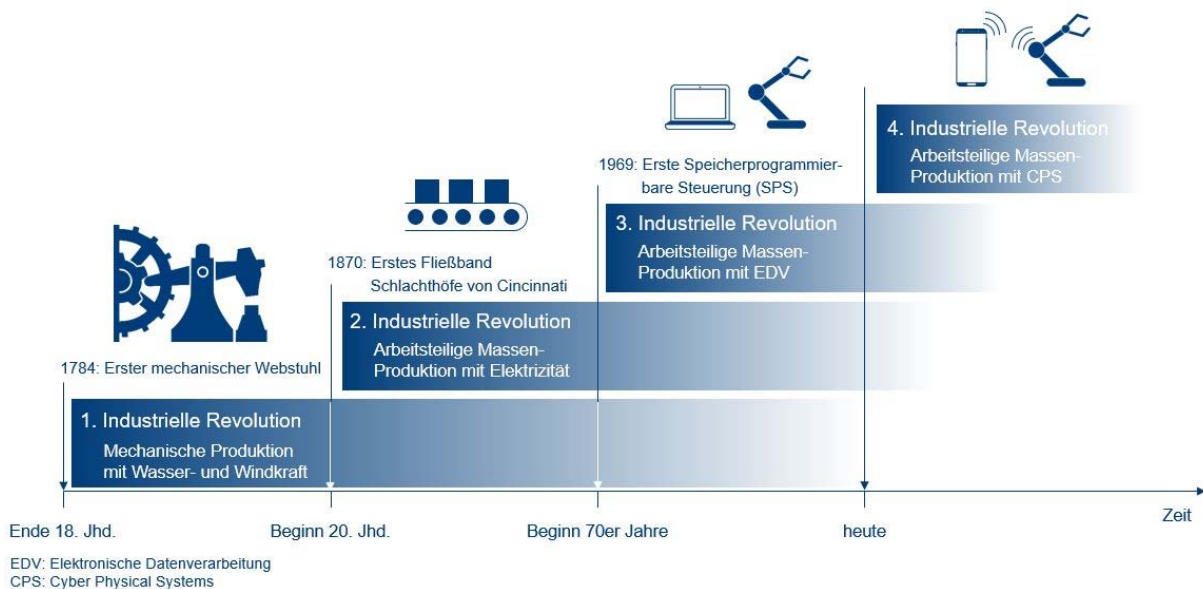 4. Industrielle Revolution
Arbeitsteilige Massen-
Produktion mit CPS
1969: Erste Speicherprogrammier-
bare Steuerung (SPS)
3. Industrielle Revolution
Arbeitsteilige Massen-
Produktion mit EDV
1870: Erstes Fließband
Schlachthöfe von Cincinnati
2. Industrielle Revolution
Arbeitsteilige Massen-
Produktion mit Elektrizität
1784: Erster mechanischer Webstuhl
1. Industrielle Revolution
Mechanische Produktion
mit Wasser- und Windkraft
Ende 18. Jhd.
Beginn 20. Jhd.
Beginn 70er Jahre
heute
Zeit
EDV: Elektronische Datenverarbeitung
CPS: Cyber Physical Systems